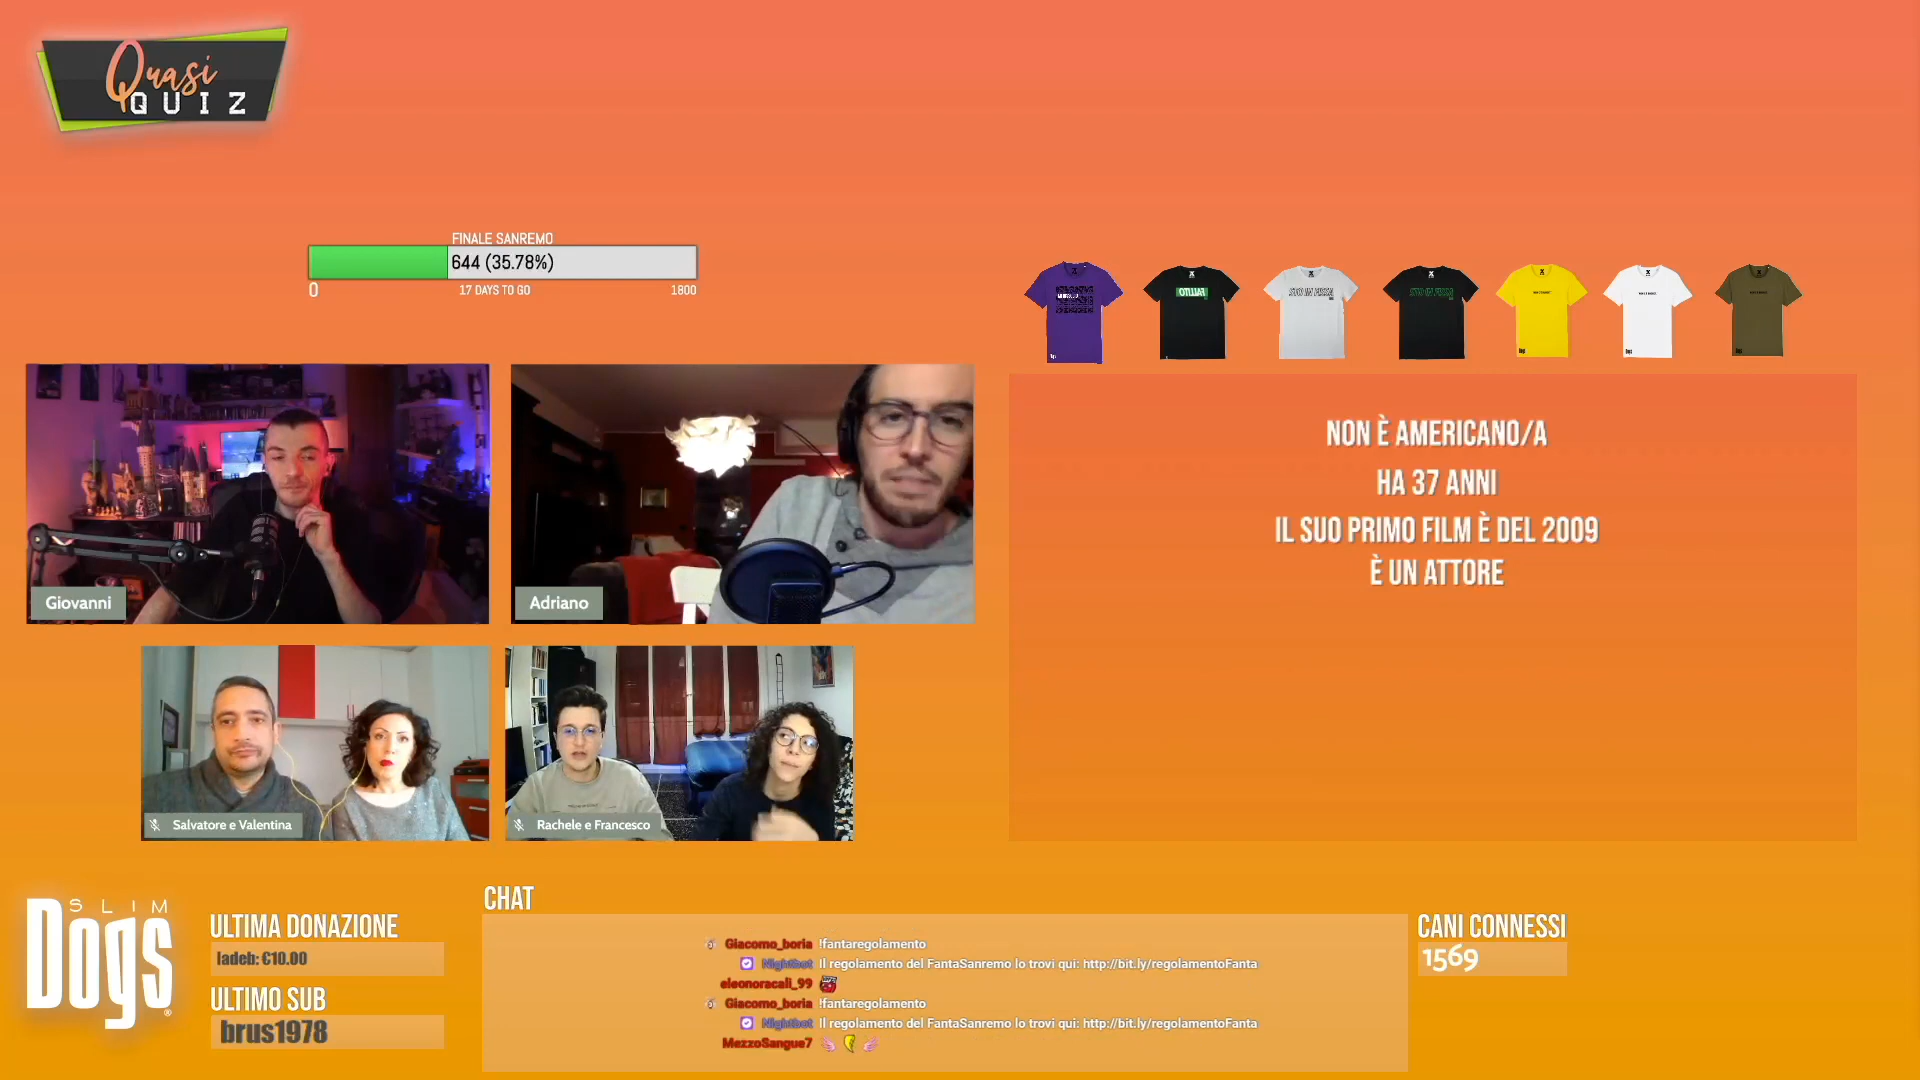 Quasi
QUIZ
FINALE SANREMO
644 (35.78%)
0
17 DAYS TO GO
1800
NON È AMERICANO/A
HA 37 ANNI
IL SUO PRIMO FILM È DEL 2009
È UN ATTORE
Giovanni
Adriano
Salvatore e Valentina
Rachele e Francesco
SLIM
Dogs®
ULTIMA DONAZIONE
ladeb: €10.00
ULTIMO SUB
brus1978
CHAT
Giacomo_boria !fantaregolamento
Nightbot Il regolamento del FantaSanremo lo trovi qui: http://bit.ly/regolamentoFanta
eleonoracali_99
Giacomo_boria !fantaregolamento
Nightbot Il regolamento del FantaSanremo lo trovi qui: http://bit.ly/regolamentoFanta
MezzoSangue7
CANI CONNESSI
1569